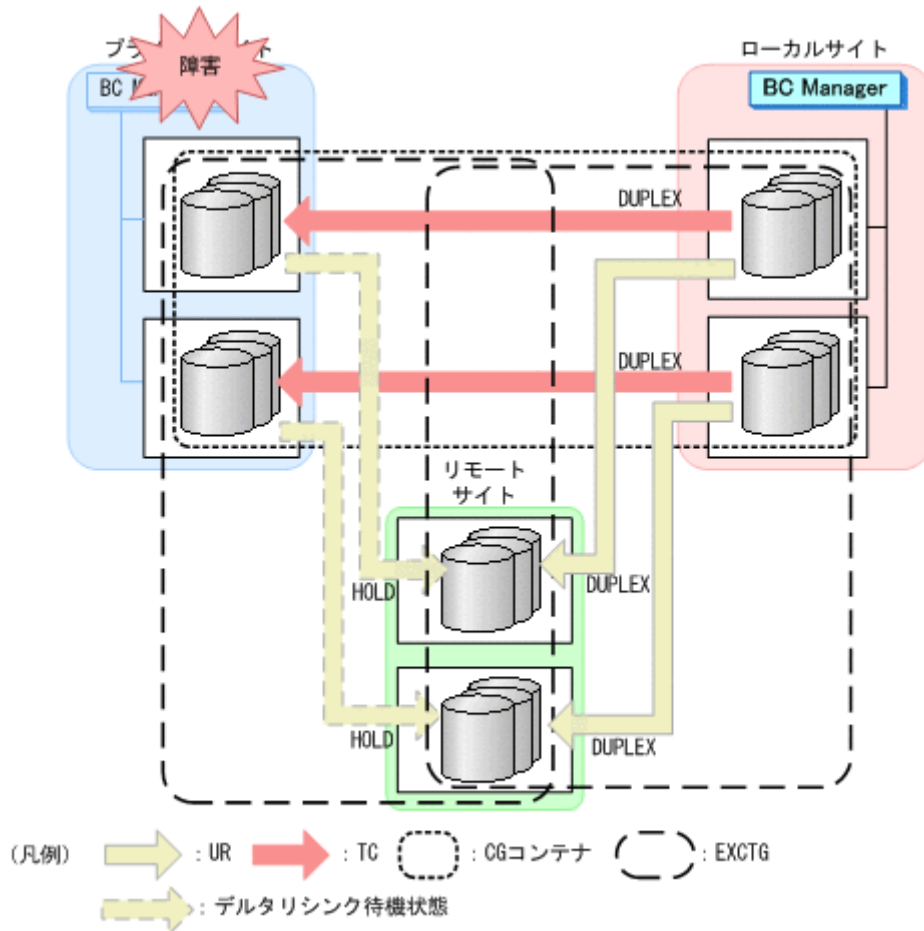 障害
ローカルサイト
BC
BC Manager
DUPLEX
DUPLEX
リモート
サイト
HOLD
DUPLEX
HOLD
DUPLEX
(凡例)
: UR
: TC
: CGコンテナ
: EXCTG
: デルタリシンク待機状態